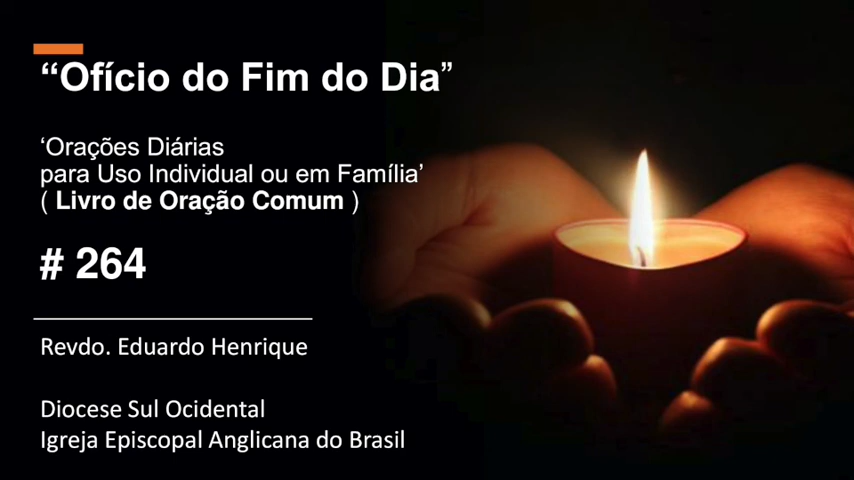 “Ofício do Fim do Dia”
‘Orações Diárias
para Uso Individual ou em Família’
( Livro de Oração Comum )
# 264
Revdo. Eduardo Henrique
Diocese Sul Ocidental
Igreja Episcopal Anglicana do Brasil